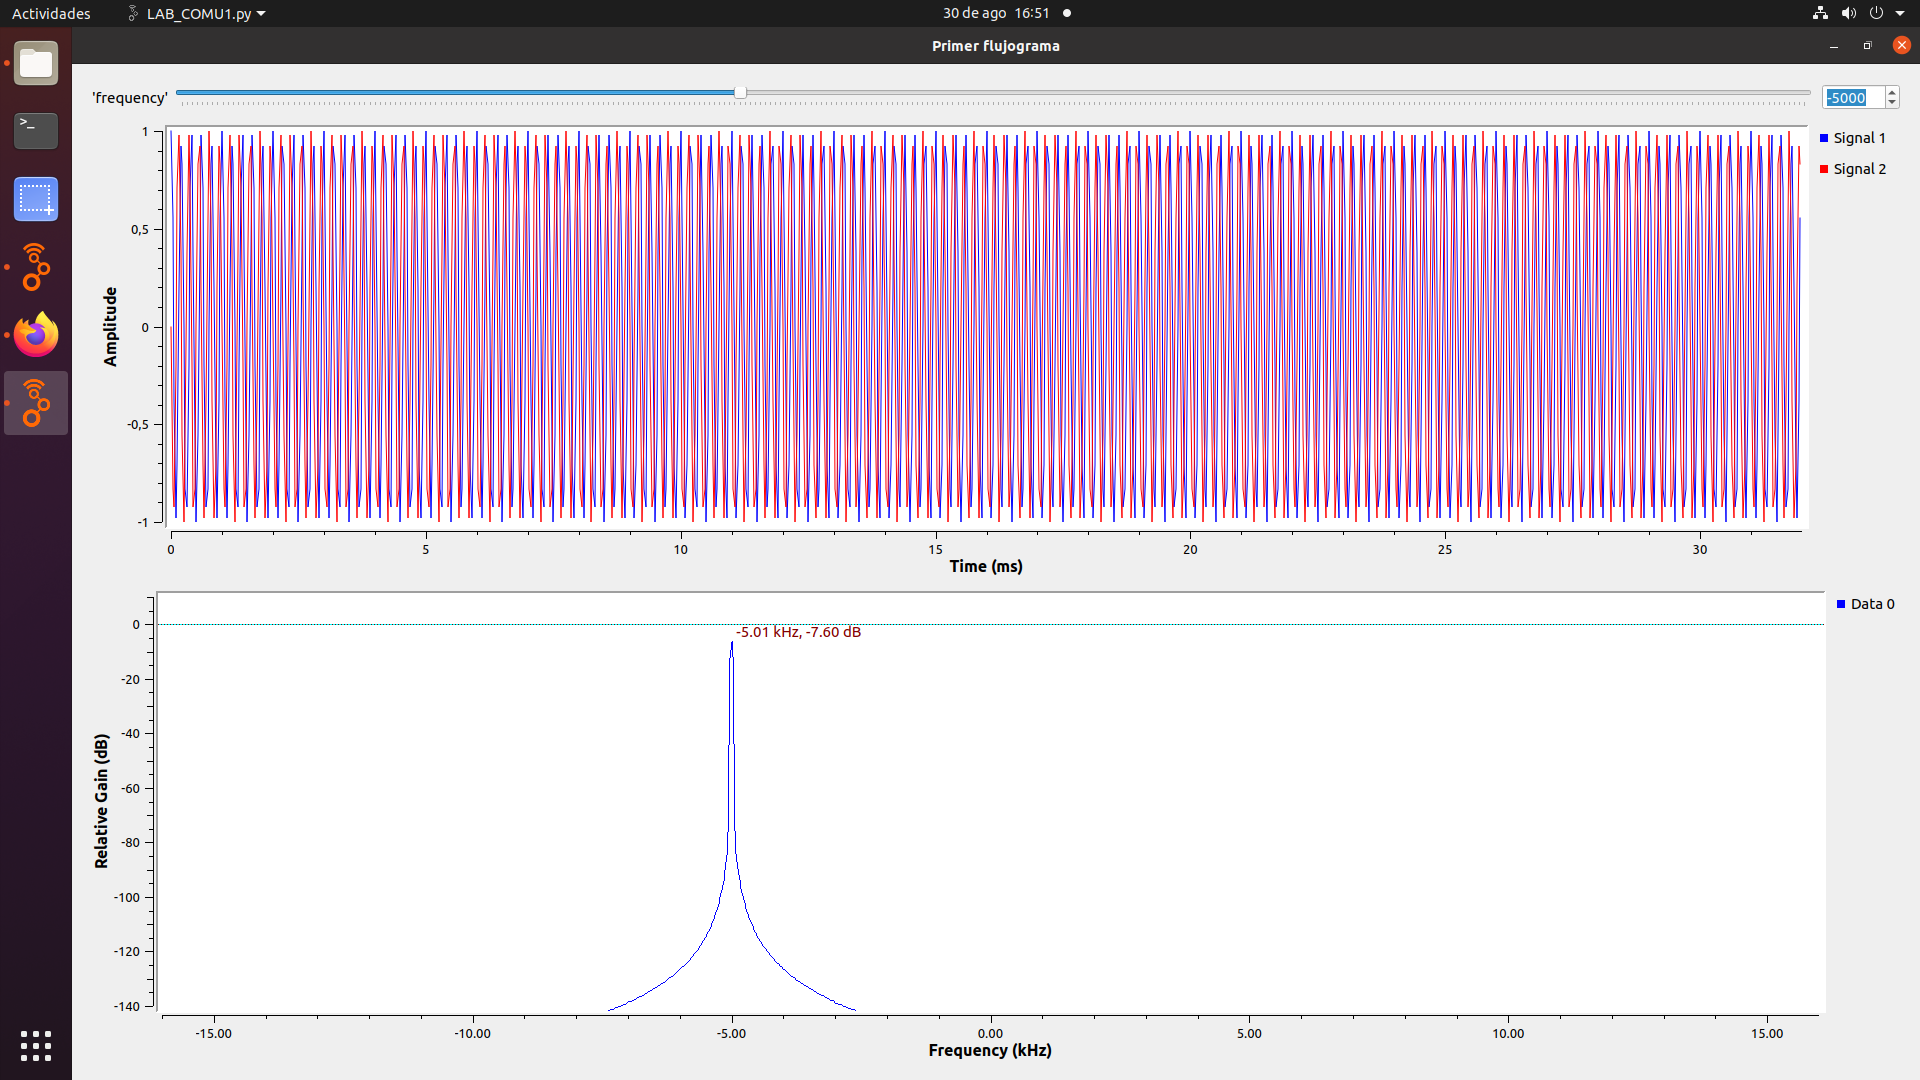 Actividades LAB_COMU1.py 30 de ago 16:51
Primer flujograma
'frequency' -5000
1
0,5
0
-0,5
-1
Amplitude
Signal 1
Signal 2
0 5 10 15 20 25 30
Time (ms)
0
-20
-40
-60
-80
-100
-120
-140
Relative Gain (dB)
-5.01 kHz, -7.60 dB
Data 0
-15.00 -10.00 -5.00 0.00 5.00 10.00 15.00
Frequency (kHz)